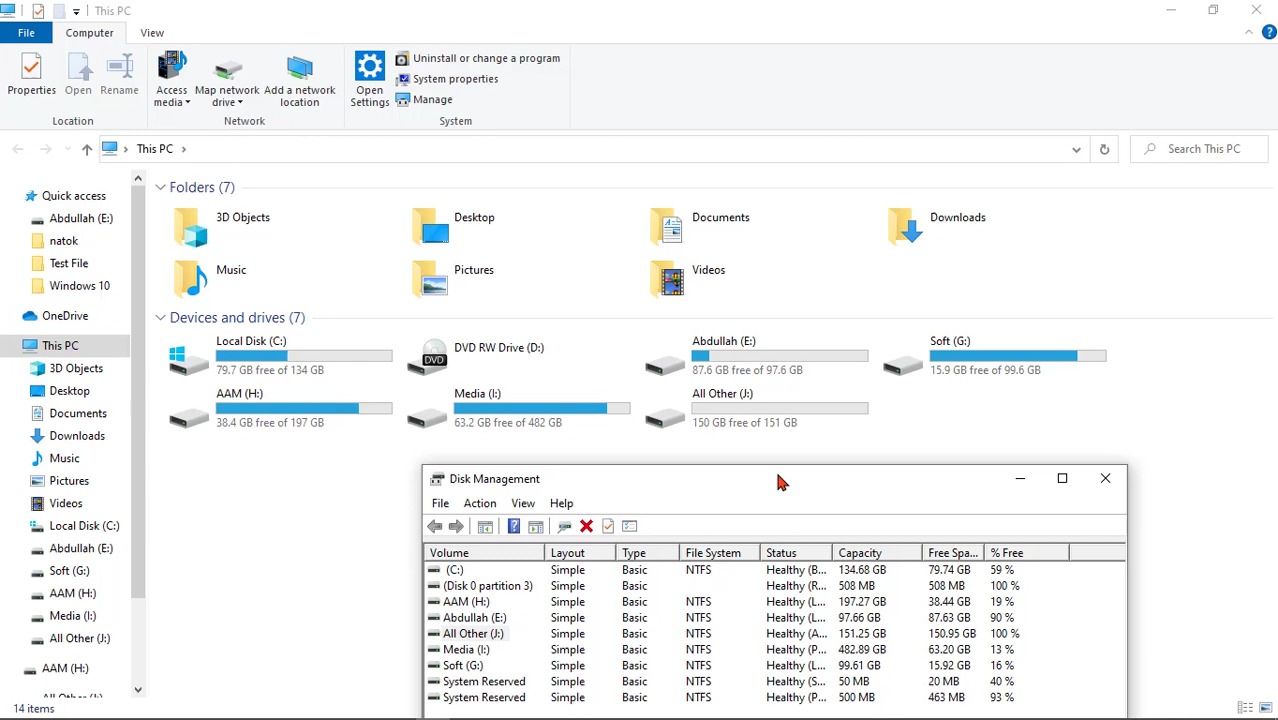 This PC
File
Computer
View
Properties
Open
Rename
Location
Access media
Map network drive
Add a network location
Network
Open Settings
Uninstall or change a program
System properties
Manage
System
This PC
Search This PC
Quick access
Abdullah (E:)
natok
Test File
Windows 10
OneDrive
This PC
3D Objects
Desktop
Documents
Downloads
Music
Pictures
Videos
Local Disk (C:)
Abdullah (E:)
Soft (G:)
AAM (H:)
Media (I:)
All Other (J:)
AAM (H:)
All Other (J:)
14 items
Folders (7)
3D Objects
Desktop
Documents
Downloads
Music
Pictures
Videos
Devices and drives (7)
Local Disk (C:)
79.7 GB free of 134 GB
DVD
DVD RW Drive (D:)
Abdullah (E:)
87.6 GB free of 97.6 GB
Soft (G:)
15.9 GB free of 99.6 GB
AAM (H:)
38.4 GB free of 197 GB
Media (I:)
63.2 GB free of 482 GB
All Other (J:)
150 GB free of 151 GB
Disk Management
File Action View Help
Volume Layout Type File System Status Capacity Free Spa... % Free
(C:) Simple Basic NTFS Healthy (B... 134.68 GB 79.74 GB 59 %
(Disk 0 partition 3) Simple Basic Healthy (R... 508 MB 508 MB 100 %
AAM (H:) Simple Basic NTFS Healthy (L... 197.27 GB 38.44 GB 19 %
Abdullah (E:) Simple Basic NTFS Healthy (L... 97.66 GB 87.63 GB 90 %
All Other (J:) Simple Basic NTFS Healthy (A... 151.25 GB 150.95 GB 100 %
Media (I:) Simple Basic NTFS Healthy (P... 482.89 GB 63.20 GB 13 %
Soft (G:) Simple Basic NTFS Healthy (L... 99.61 GB 15.92 GB 16 %
System Reserved Simple Basic NTFS Healthy (S... 50 MB 20 MB 40 %
System Reserved Simple Basic NTFS Healthy (P... 500 MB 463 MB 93 %